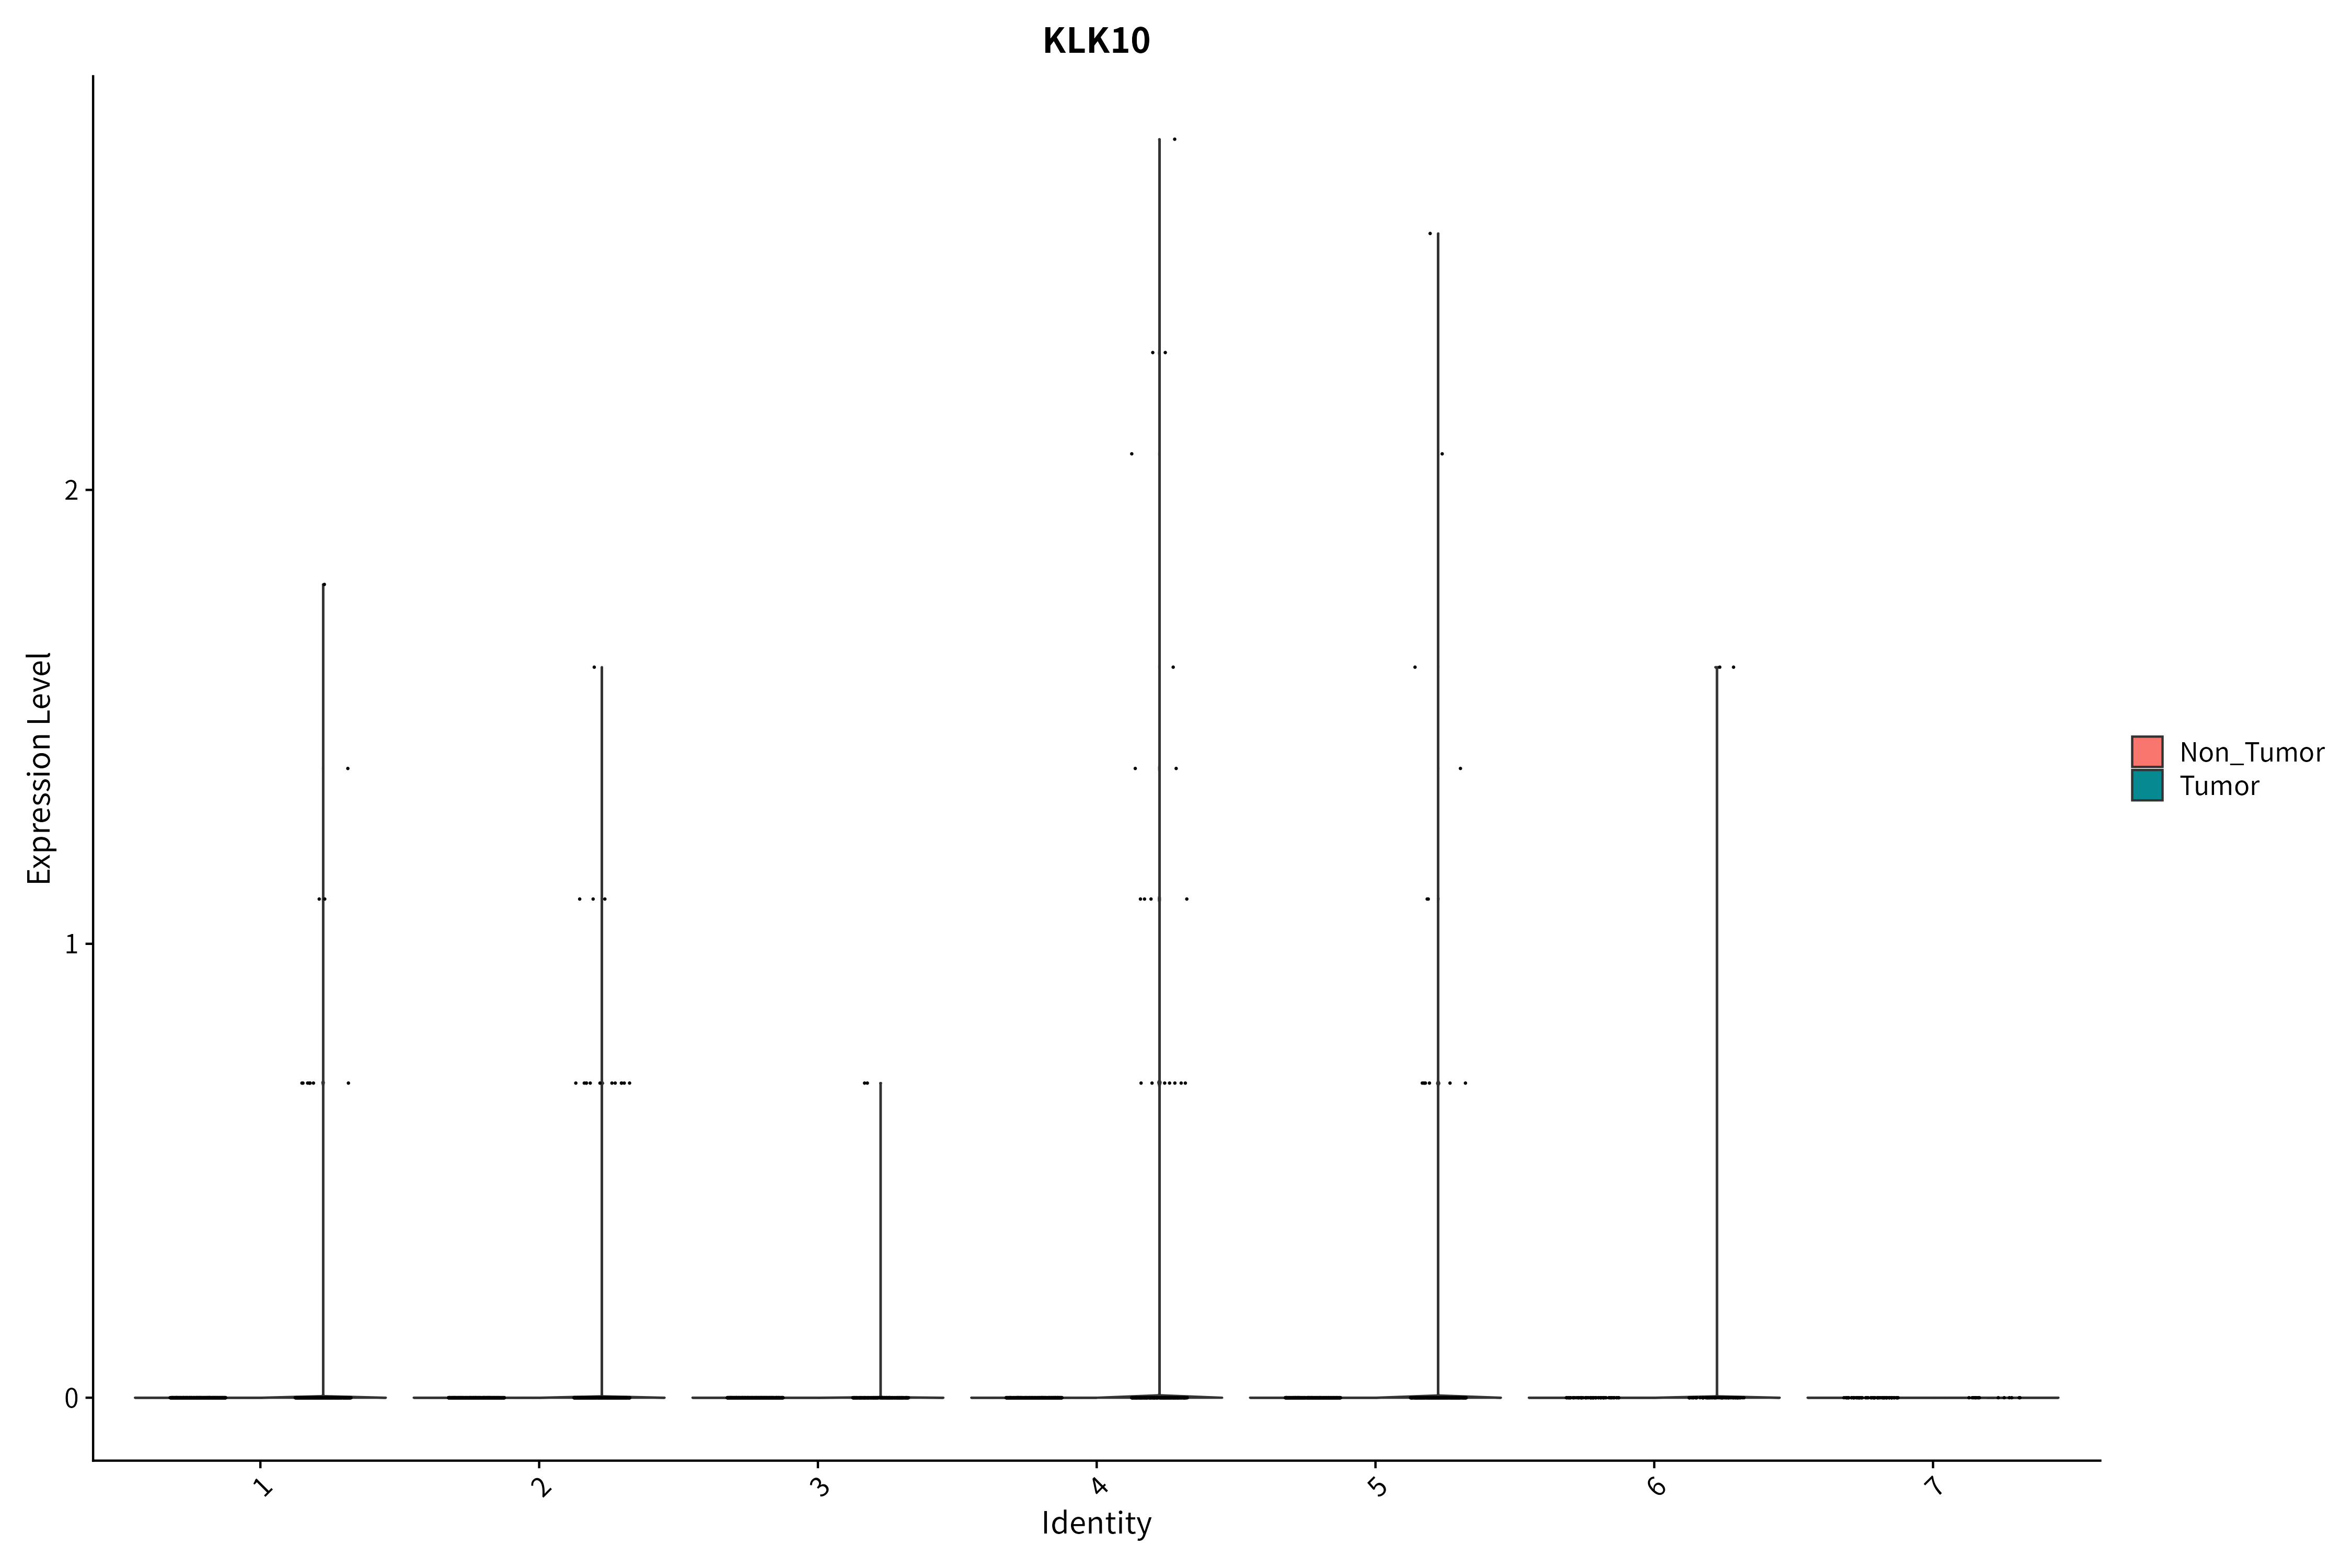 KLK10
Expression Level
2
1
0
1
2
3
4
5
6
7
Identity
Non_Tumor
Tumor